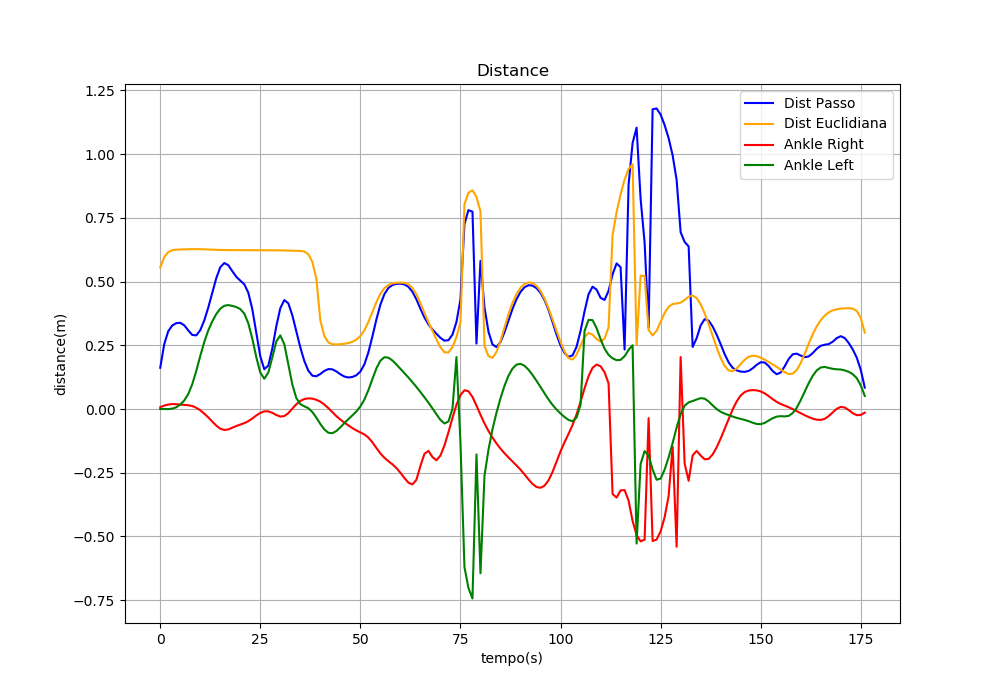 Distance
1.25
1.00
0.75
0.50
0.25
0.00
−0.25
−0.50
−0.75
distance(m)
Dist Passo
Dist Euclidiana
Ankle Right
Ankle Left
0 25 50 75 100 125 150 175
tempo(s)